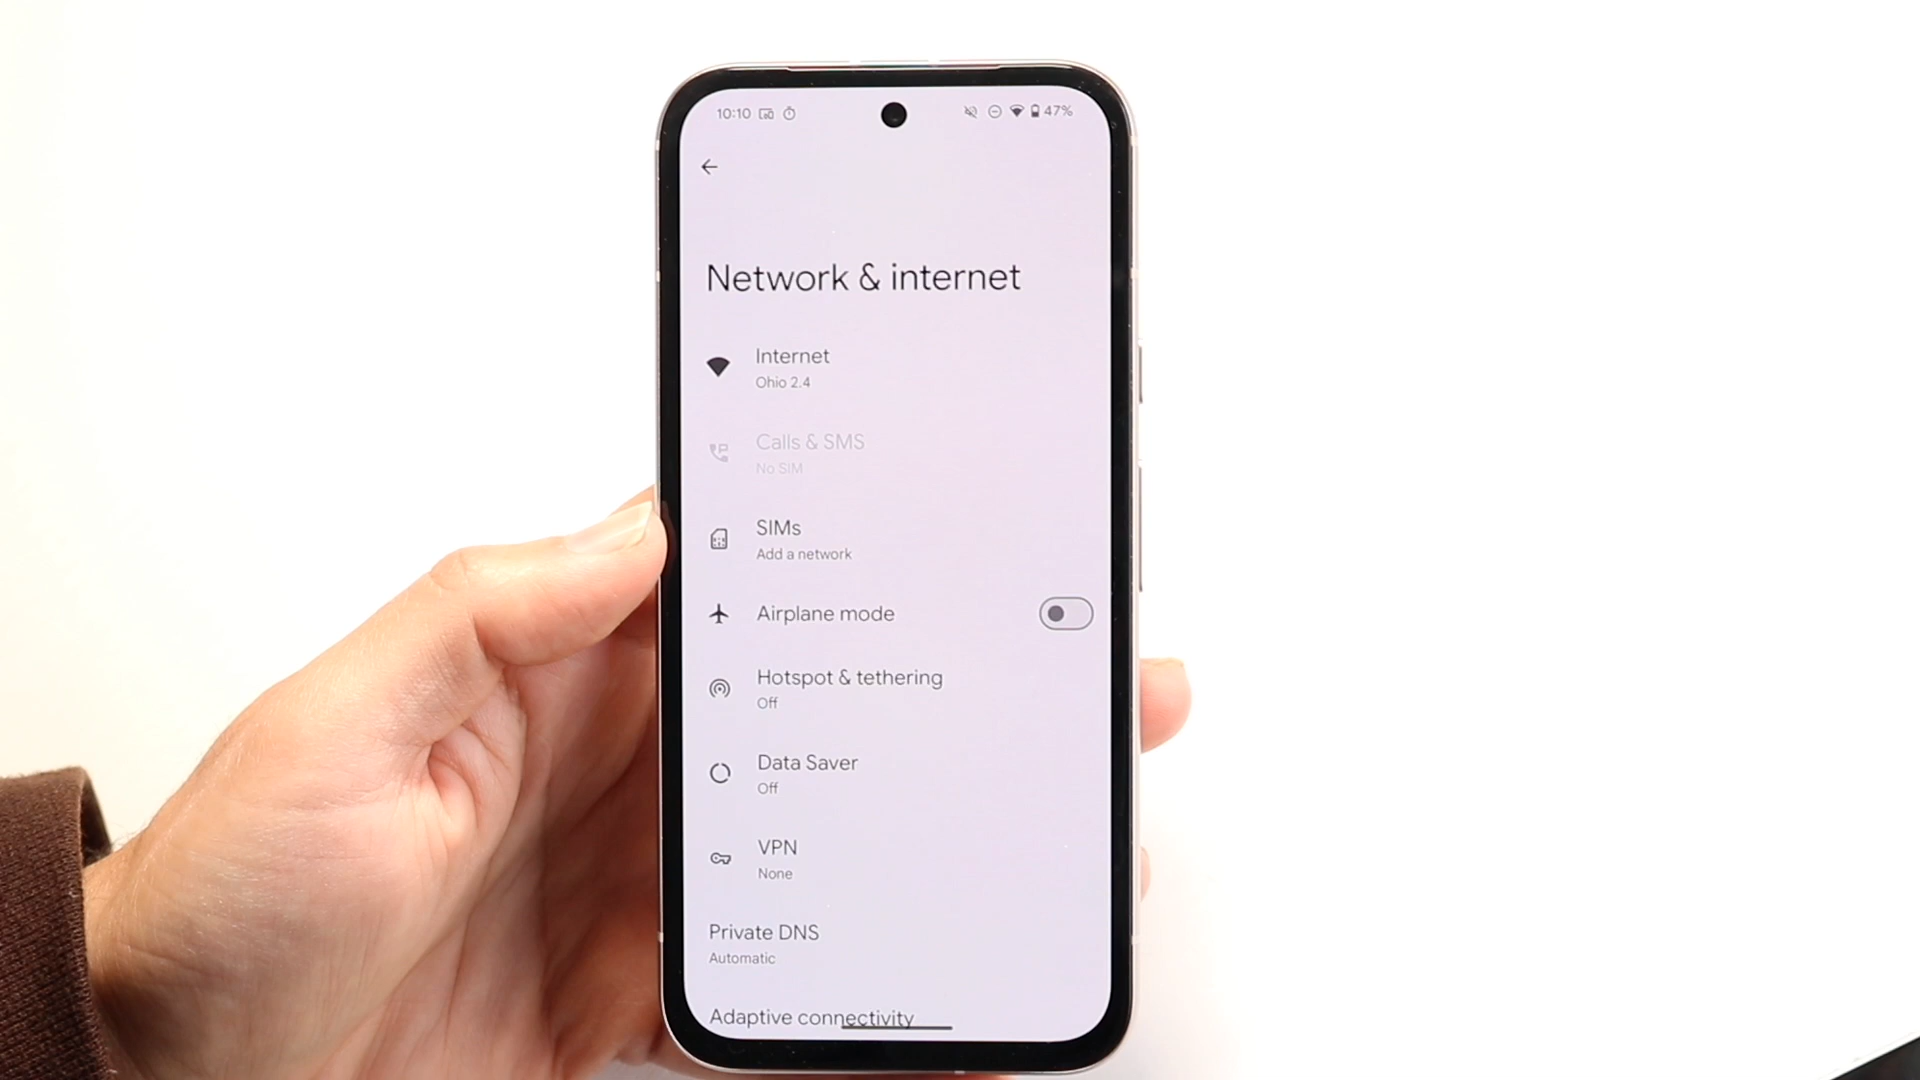 10:10 47%
Network & internet
Internet
Ohio 2.4
Calls & SMS
No SIM
SIMs
Add a network
Airplane mode
Hotspot & tethering
Off
Data Saver
Off
VPN
None
Private DNS
Automatic
Adaptive connectivity